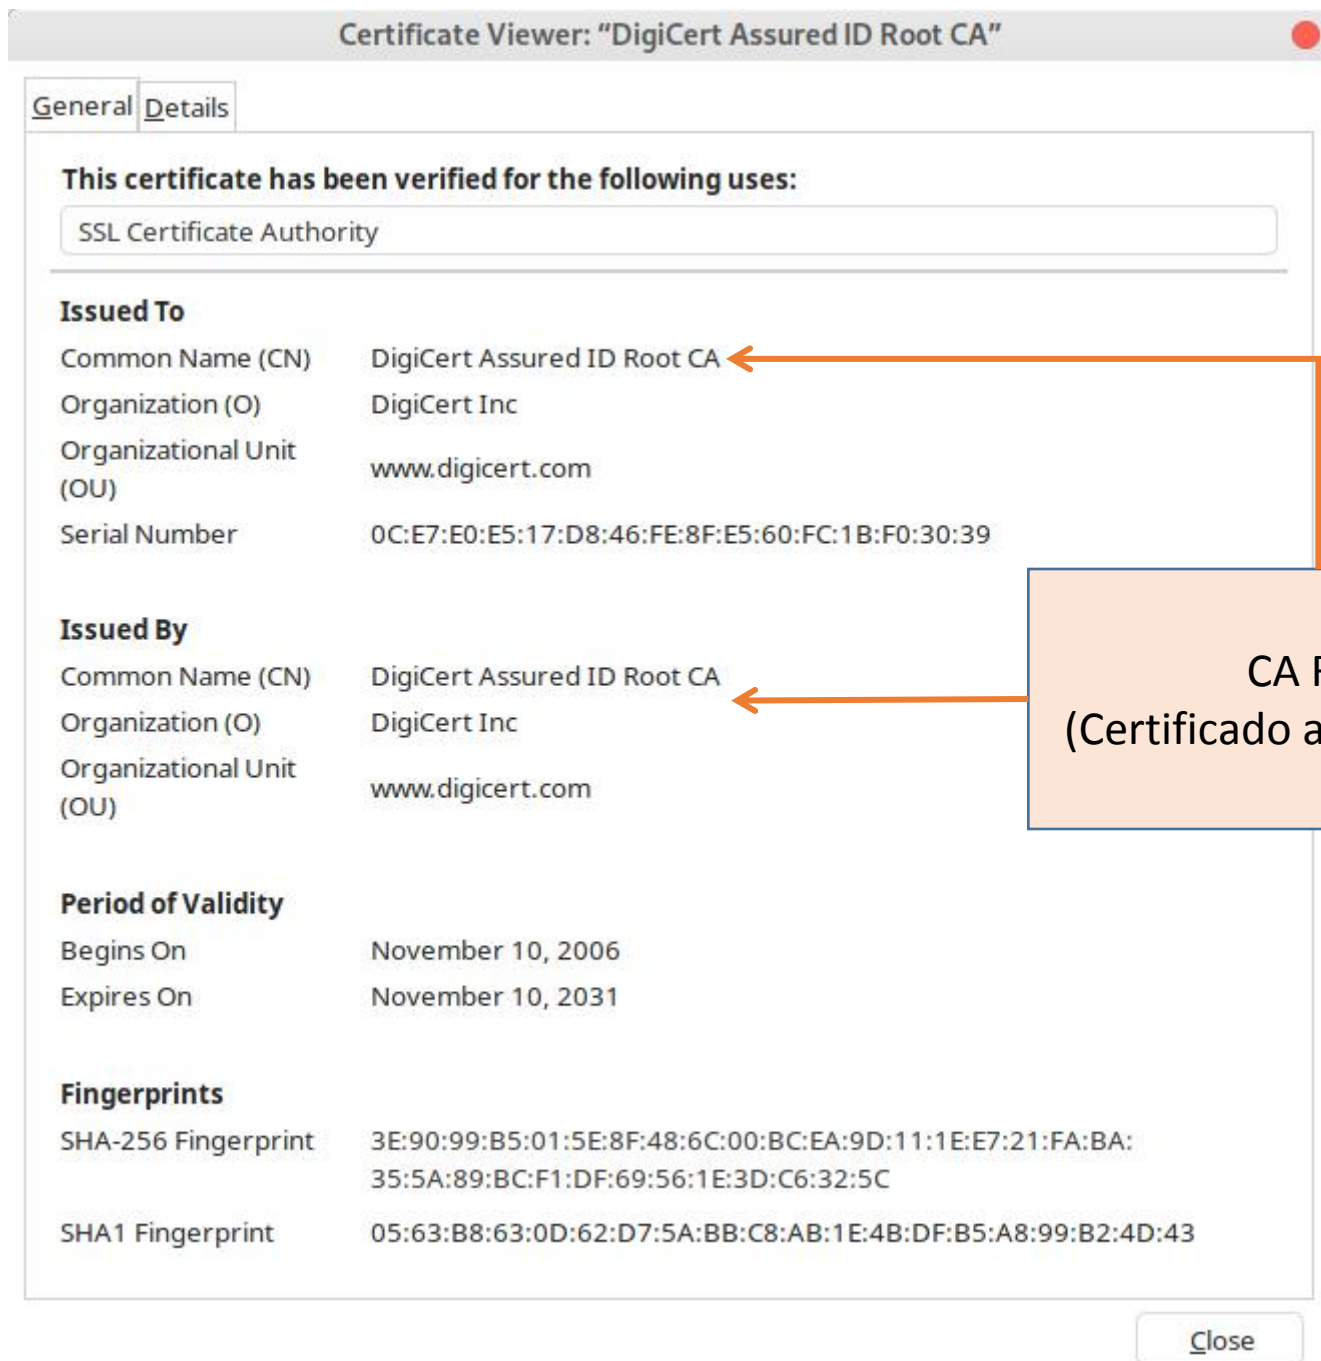 Certificate Viewer: “DigiCert Assured ID Root CA”
General Details
This certificate has been verified for the following uses:
SSL Certificate Authority
Issued To
Common Name (CN) DigiCert Assured ID Root CA
Organization (O) DigiCert Inc
Organizational Unit
(OU) www.digicert.com
Serial Number 0C:E7:E0:E5:17:D8:46:FE:8F:E5:60:FC:1B:F0:30:39
Issued By
Common Name (CN) DigiCert Assured ID Root CA
Organization (O) DigiCert Inc
Organizational Unit
(OU) www.digicert.com
CA
(Certificado
Period of Validity
Begins On November 10, 2006
Expires On November 10, 2031
Fingerprints
SHA-256 Fingerprint 3E:90:99:B5:01:5E:8F:48:6C:00:BC:EA:9D:11:1E:E7:21:FA:BA:
35:5A:89:BC:F1:DF:69:56:1E:3D:C6:32:5C
SHA1 Fingerprint 05:63:B8:63:0D:62:D7:5A:BB:C8:AB:1E:4B:DF:B5:A8:99:B2:4D:43
Close